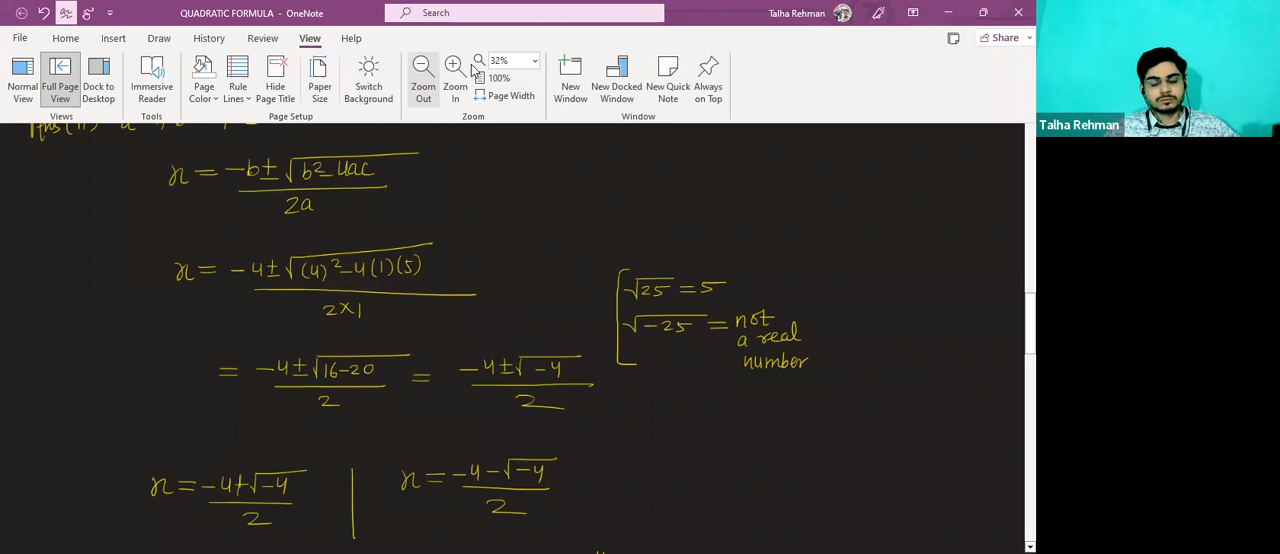 QUADRATIC FORMULA - OneNote
Search
Talha Rehman
File Home Insert Draw History Review View Help
Share
Normal View
Full Page View
Dock to Desktop
Immersive Reader
Page Color
Rule Lines
Hide Page Title
Paper Size
Switch Background
Zoom Out
Zoom In
32%
100%
Page Width
New Window
New Docked Window
New Quick Note
Always on Top
Views
Tools
Page Setup
Zoom
Window
Talha Rehman
x = -b±√b²-4ac / 2a
x = -4±√(4)²-4(1)(5) / 2×1
= -4±√16-20 / 2 = -4±√-4 / 2
√25 = 5
√-25 = not
a real
number
x = -4+√-4 / 2 | x = -4-√-4 / 2